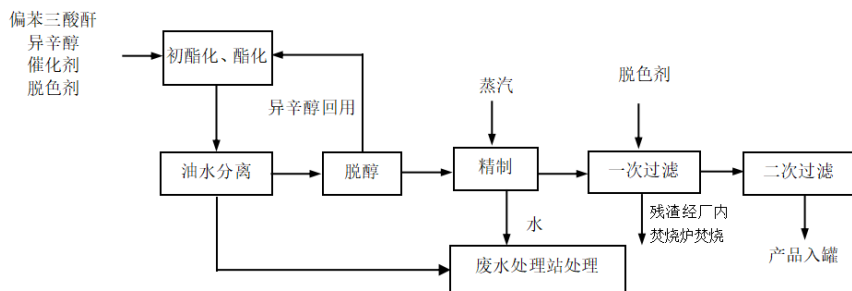 偏苯三酸酐
异辛醇
催化剂
脱色剂
初酯化、酯化
异辛醇回用
蒸汽
脱色剂
油水分离
脱醇
精制
一次过滤
二次过滤
水
残渣经厂内
焚烧炉焚烧
废水处理站处理
产品入罐